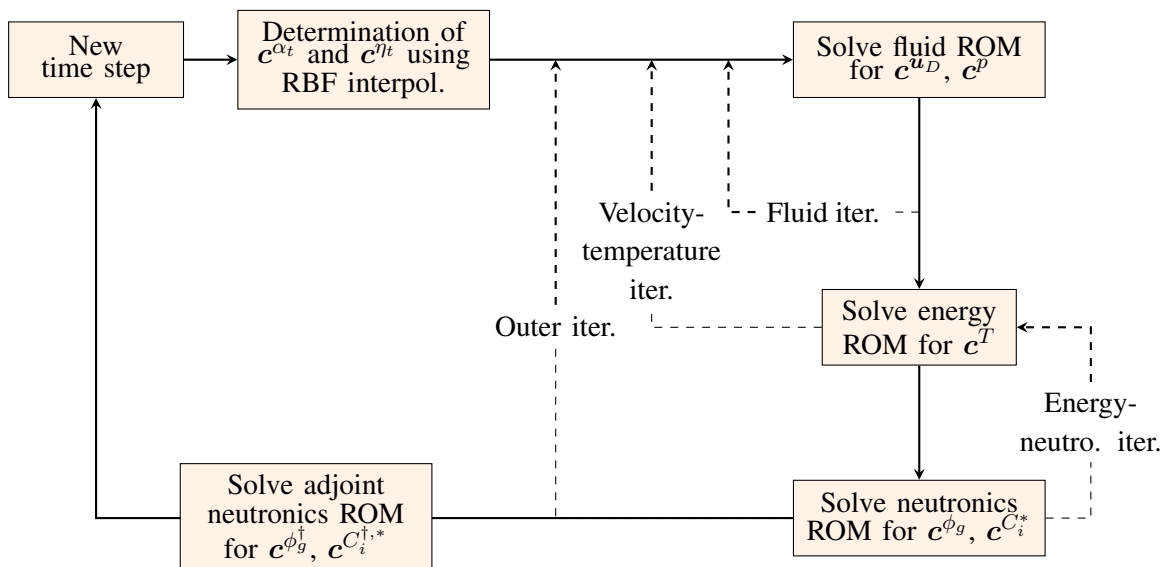 New
time step
Determination of
𝒄^{α_t} and 𝒄^{η_t} using
RBF interpol.
Solve fluid ROM
for 𝒄^{𝒖_D}, 𝒄^p
Fluid iter.
Velocity-
temperature
iter.
Outer iter.
Solve energy
ROM for 𝒄^T
Energy-
neutro. iter.
Solve adjoint
neutronics ROM
for 𝒄^{ϕ_g^†}, 𝒄^{C_i^{†,*}}
Solve neutronics
ROM for 𝒄^{ϕ_g}, 𝒄^{C_i^*}